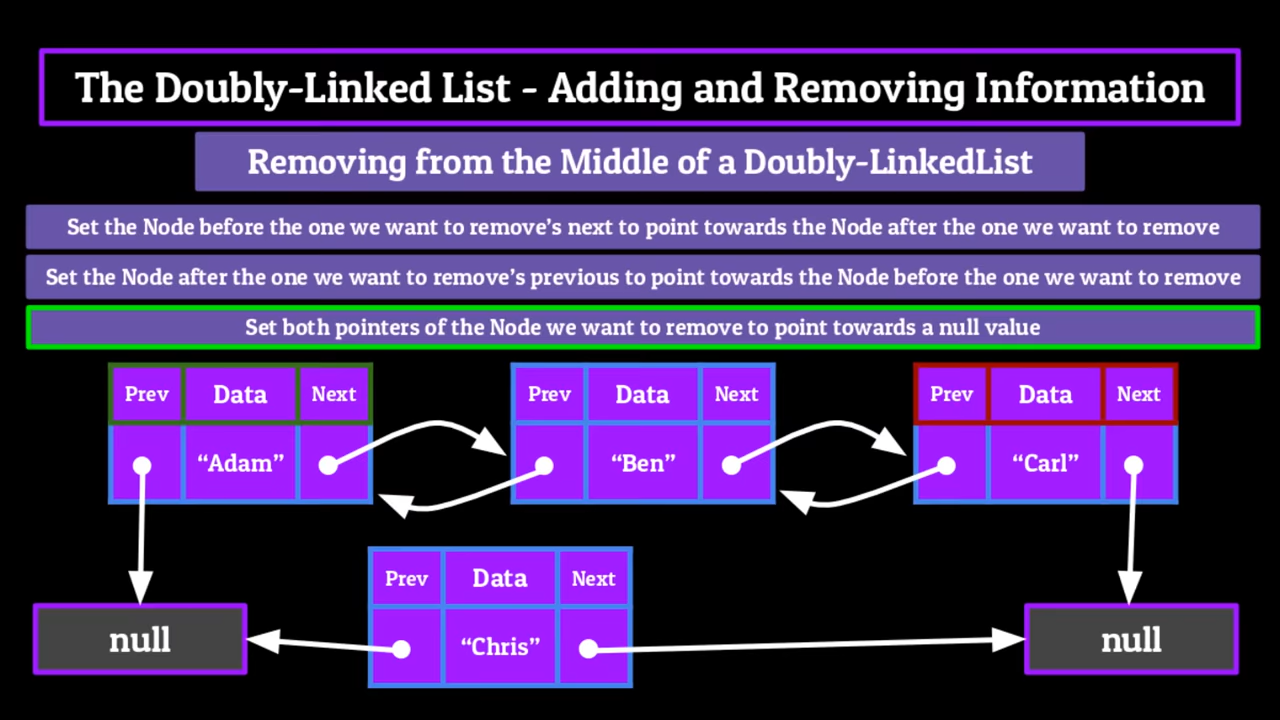 The Doubly-Linked List - Adding and Removing Information
Removing from the Middle of a Doubly-LinkedList
Set the Node before the one we want to remove’s next to point towards the Node after the one we want to remove
Set the Node after the one we want to remove’s previous to point towards the Node before the one we want to remove
Set both pointers of the Node we want to remove to point towards a null value
Prev Data Next
“Adam”
Prev Data Next
“Ben”
Prev Data Next
“Carl”
Prev Data Next
“Chris”
null
null